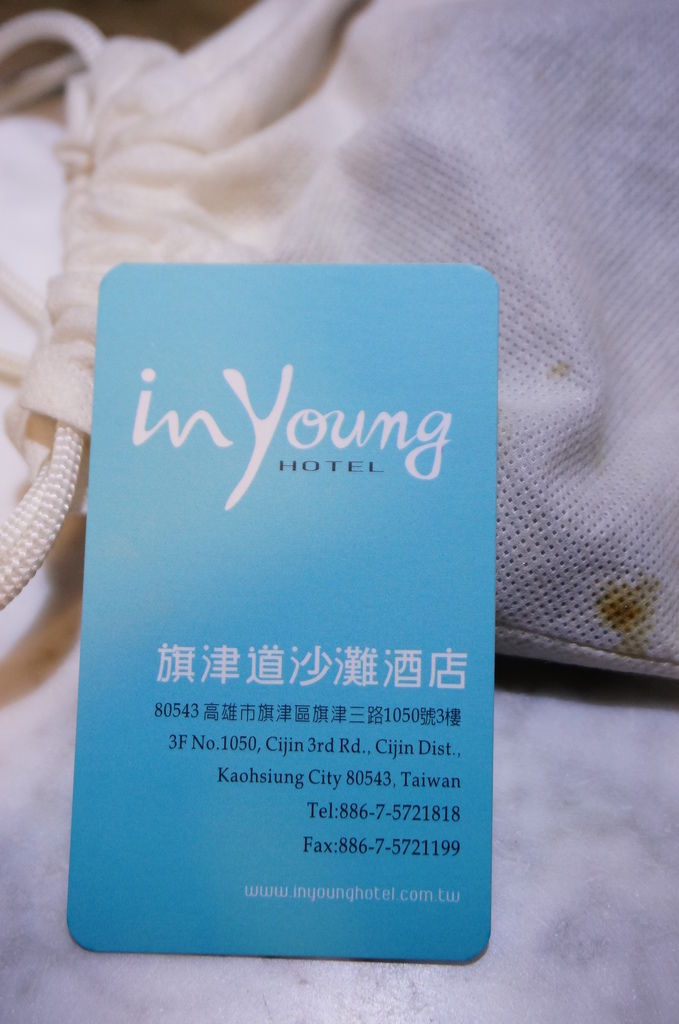 in Young
HOTEL
旗津道沙灘酒店
80543 高雄市旗津區旗津三路1050號3樓
3F No.1050, Cijin 3rd Rd., Cijin Dist.,
Kaohsiung City 80543, Taiwan
Tel:886-7-5721818
Fax:886-7-5721199
www.inyounghotel.com.tw